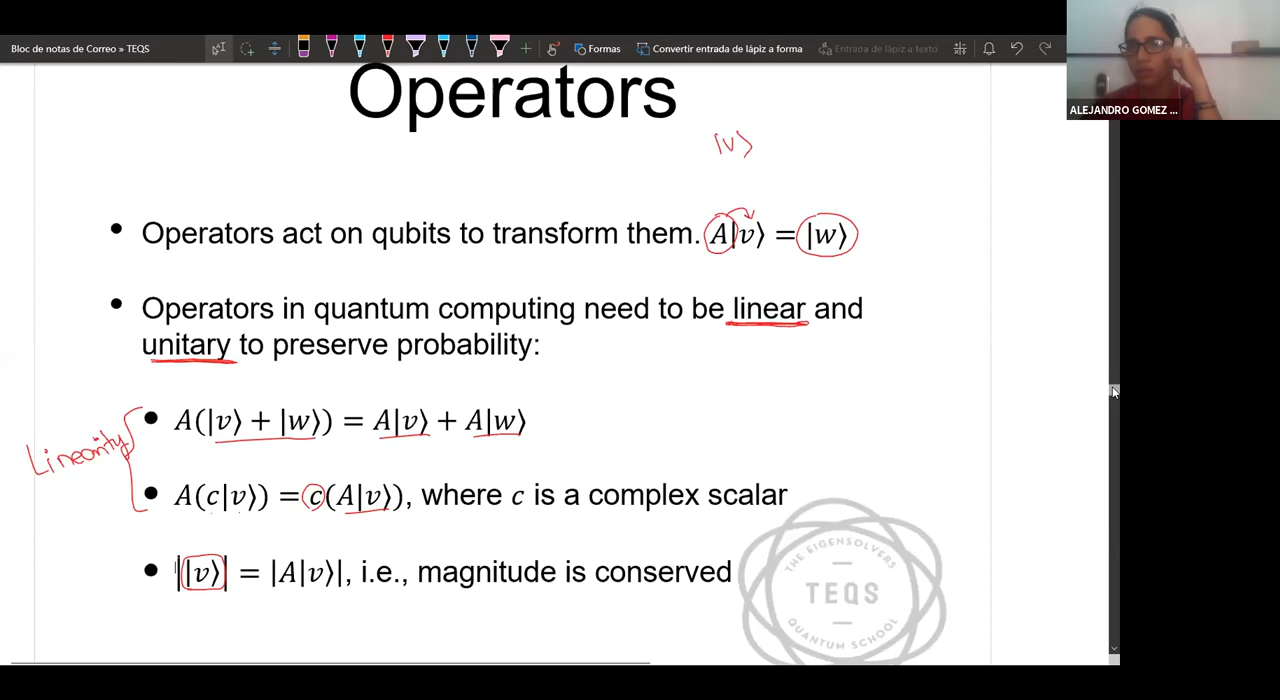 Bloc de notas de Correo » TEQS
Formas
Convertir entrada de lápiz a forma
Entrada de lápiz a texto
ALEJANDRO GOMEZ ...
Operators
|v⟩
• Operators act on qubits to transform them. A|v⟩ = |w⟩
• Operators in quantum computing need to be linear and
unitary to preserve probability:
• A(|v⟩ + |w⟩) = A|v⟩ + A|w⟩
Linearity
• A(c|v⟩) = c(A|v⟩), where c is a complex scalar
• ||v⟩| = |A|v⟩|, i.e., magnitude is conserved
THE EIGENSOLVERS
TEQS
QUANTUM SCHOOL